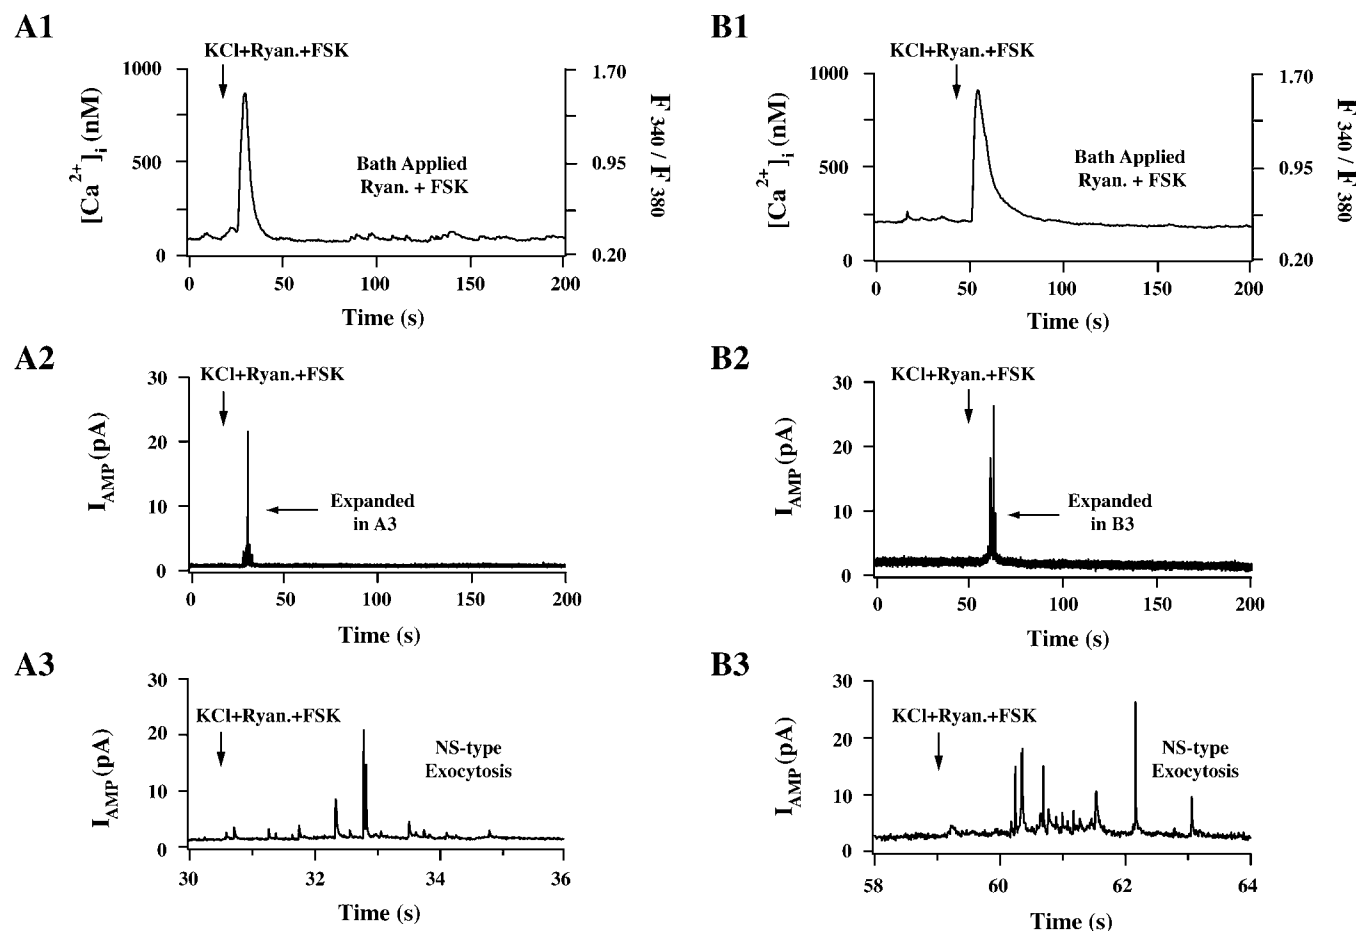 A1
KCl+Ryan.+FSK
1000
500
0
[Ca2+]i (nM)
1.70
0.95
0.20
F 340 / F 380
Bath Applied
Ryan. + FSK
0 50 100 150 200
Time (s)
B1
KCl+Ryan.+FSK
1000
500
0
[Ca2+]i (nM)
1.70
0.95
0.20
F 340 / F 380
Bath Applied
Ryan. + FSK
0 50 100 150 200
Time (s)
A2
KCl+Ryan.+FSK
30
20
10
0
IAMP (pA)
Expanded
in A3
0 50 100 150 200
Time (s)
B2
KCl+Ryan.+FSK
30
20
10
0
IAMP (pA)
Expanded
in B3
0 50 100 150 200
Time (s)
A3
KCl+Ryan.+FSK
30
20
10
0
IAMP (pA)
NS-type
Exocytosis
30 32 34 36
Time (s)
B3
KCl+Ryan.+FSK
30
20
10
0
IAMP (pA)
NS-type
Exocytosis
58 60 62 64
Time (s)